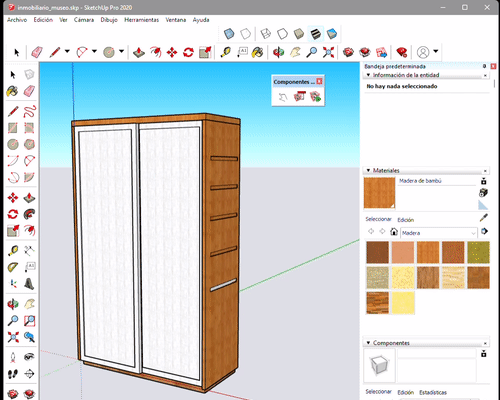 inmobiliario_museo.skp - SketchUp Pro 2020
Archivo Edición Ver Cámara Dibujo Herramientas Ventana Ayuda
Componentes ...
Bandeja predeterminada
Información de la entidad
No hay nada seleccionado
Materiales
Madera de bambú
Seleccionar Edición
Madera
Componentes
Seleccionar Edición Estadísticas